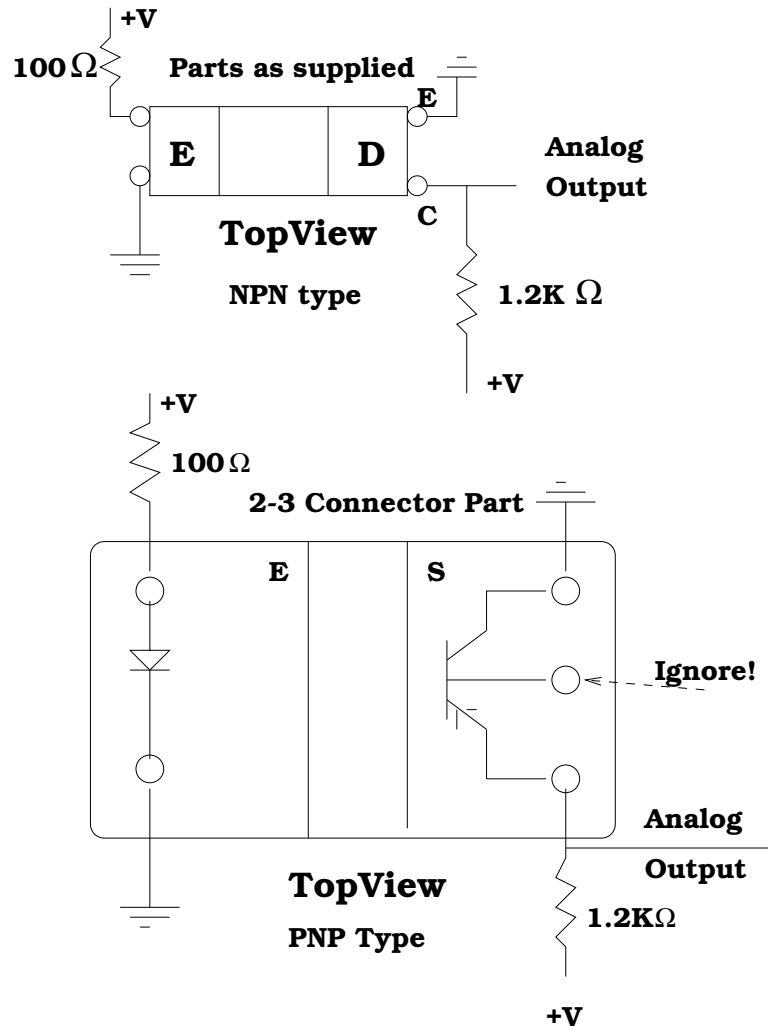 +V
100Ω
Parts as supplied
E
E
D
Analog
Output
C
TopView
NPN type
1.2K Ω
+V
+V
100Ω
2-3 Connector Part
E
S
Ignore!
Analog
Output
TopView
PNP Type
1.2KΩ
+V